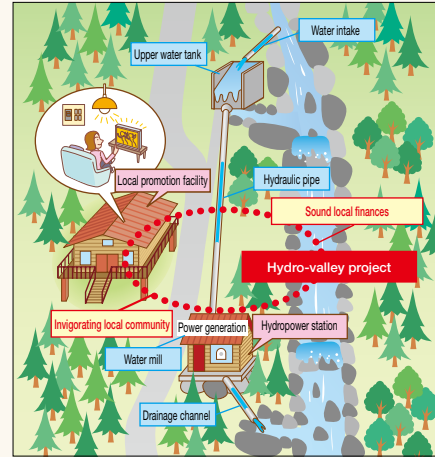 Water intake
Upper water tank
Hydraulic pipe
Local promotion facility
Sound local finances
Hydro-valley project
Invigorating local community
Power generation
Hydropower station
Water mill
Drainage channel